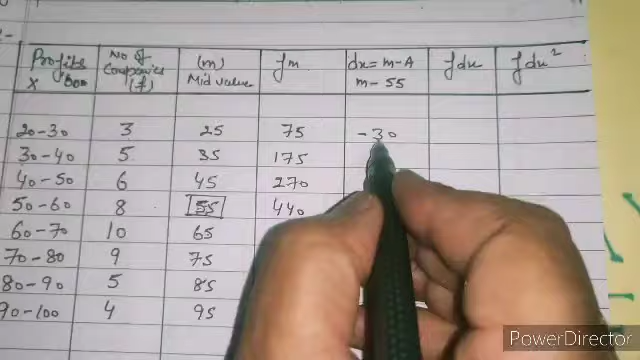 Profits X '000 | No of Companies (f) | (m) Mid value | fm | dx = m-A m-55 | fdx | fdx²
20-30 | 3 | 25 | 75 | -30
30-40 | 5 | 35 | 175
40-50 | 6 | 45 | 270
50-60 | 8 | 55 | 440
60-70 | 10 | 65
70-80 | 9 | 75
80-90 | 5 | 85
90-100 | 4 | 95
PowerDirector